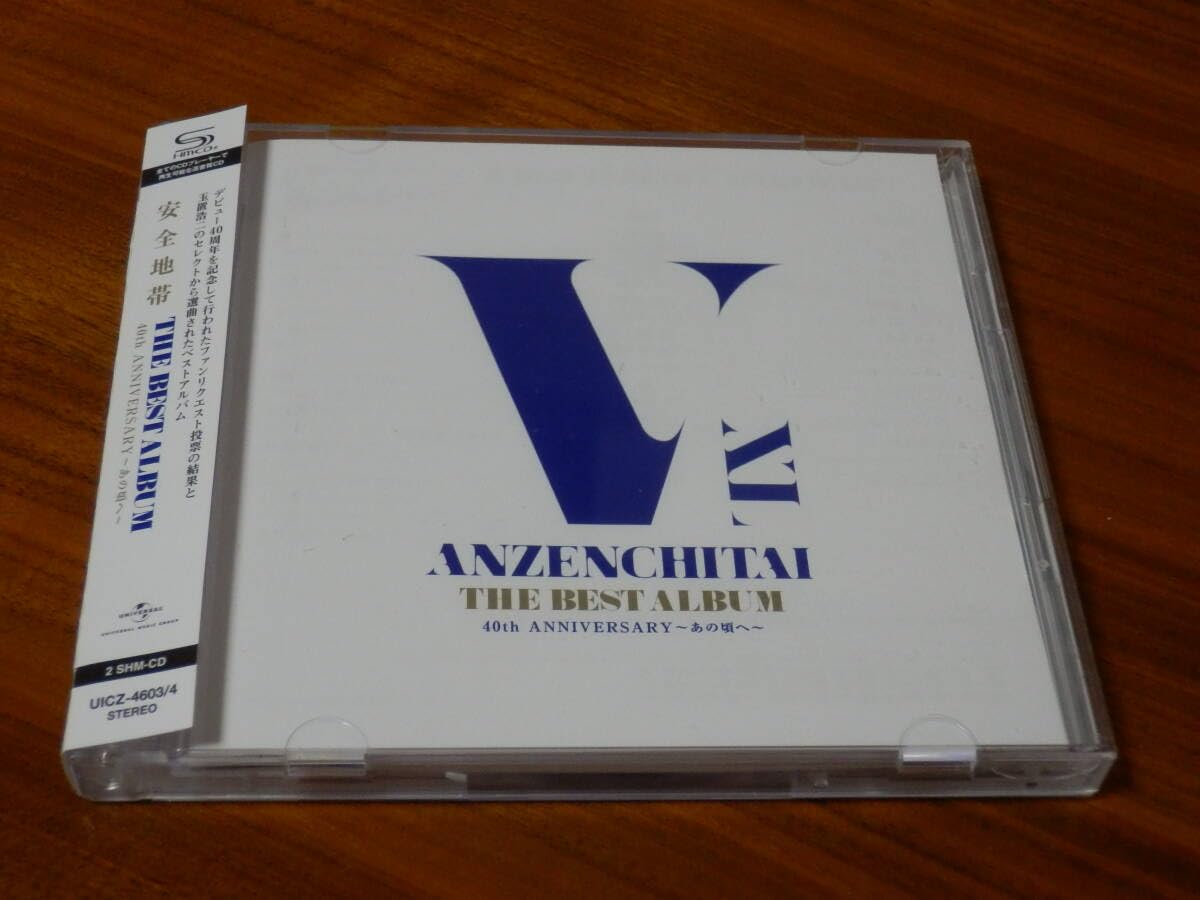 SHM-CD®
全てのCDプレーヤーで
再生可能な高音質CD
デビュー40周年を記念して行われたファンリクエスト投票の結果と
玉置浩二のセレクトから選曲されたベストアルバム
安全地帯 THE BEST ALBUM
40th ANNIVERSARY~あの頃へ~
UNIVERSAL
UNIVERSAL MUSIC GROUP
2 SHM-CD
UICZ-4603/4
STEREO
V
XL
ANZENCHITAI
THE BEST ALBUM
40th ANNIVERSARY~あの頃へ~